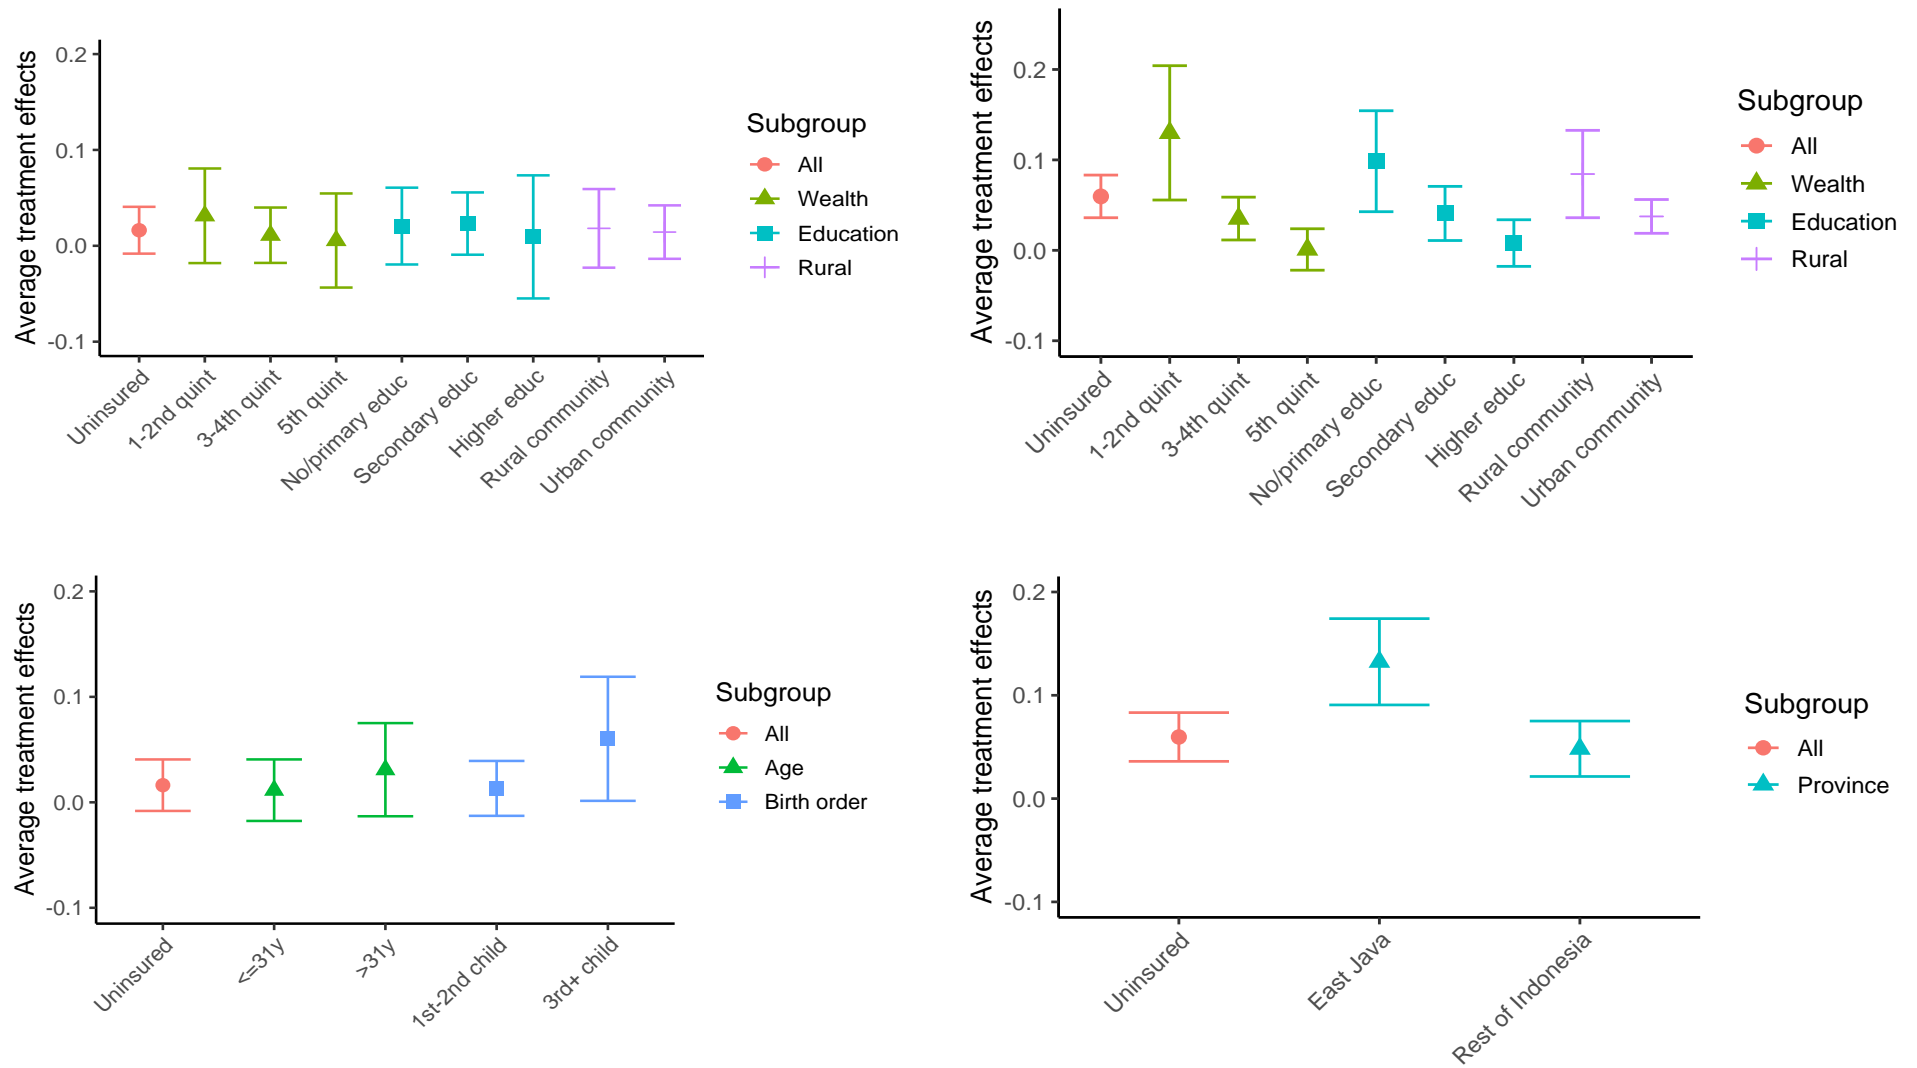 Average treatment effects
0.2
0.1
0.0
-0.1
Uninsured
1-2nd quint
3-4th quint
5th quint
No/primary educ
Secondary educ
Higher educ
Rural community
Urban community
Subgroup
All
Wealth
Education
Rural
Average treatment effects
0.2
0.1
0.0
-0.1
Uninsured
1-2nd quint
3-4th quint
5th quint
No/primary educ
Secondary educ
Higher educ
Rural community
Urban community
Subgroup
All
Wealth
Education
Rural
Average treatment effects
0.2
0.1
0.0
-0.1
Uninsured
<=31y
>31y
1st-2nd child
3rd+ child
Subgroup
All
Age
Birth order
Average treatment effects
0.2
0.1
0.0
-0.1
Uninsured
East Java
Rest of Indonesia
Subgroup
All
Province